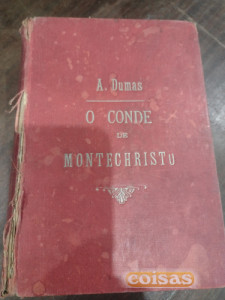 A. Dumas
O CONDE
DE
MONTECHRISTO
coisas